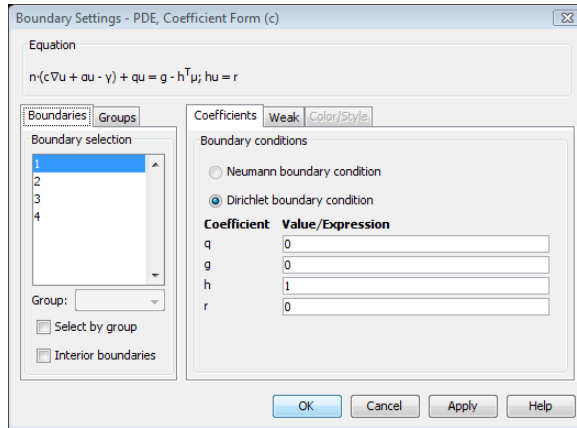 Boundary Settings - PDE, Coefficient Form (c)
Equation
n·(c∇u + αu - γ) + qu = g - hᵀμ; hu = r
Boundaries Groups
Boundary selection
1
2
3
4
Group:
Select by group
Interior boundaries
Coefficients Weak Color/Style
Boundary conditions
Neumann boundary condition
Dirichlet boundary condition
Coefficient Value/Expression
q 0
g 0
h 1
r 0
OK Cancel Apply Help